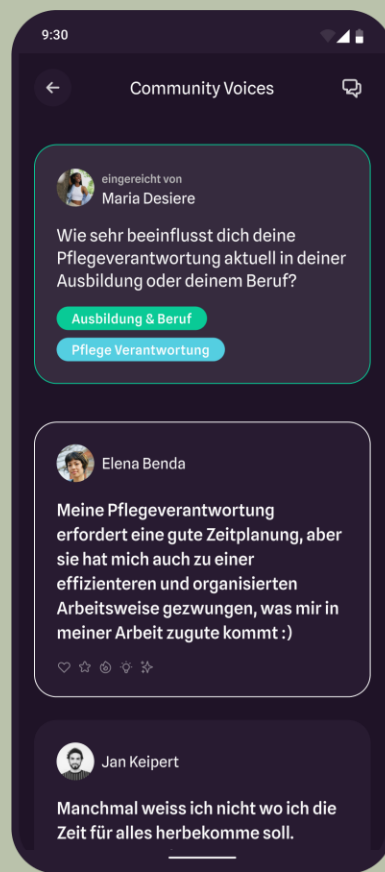 9:30
Community Voices
eingereicht von
Maria Desiere
Wie sehr beeinflusst dich deine
Pflegeverantwortung aktuell in deiner
Ausbildung oder deinem Beruf?
Ausbildung & Beruf
Pflege Verantwortung
Elena Benda
Meine Pflegeverantwortung
erfordert eine gute Zeitplanung, aber
sie hat mich auch zu einer
effizienteren und organisierten
Arbeitsweise gezwungen, was mir in
meiner Arbeit zugute kommt :)
Jan Keipert
Manchmal weiss ich nicht wo ich die
Zeit für alles herbekomme soll.